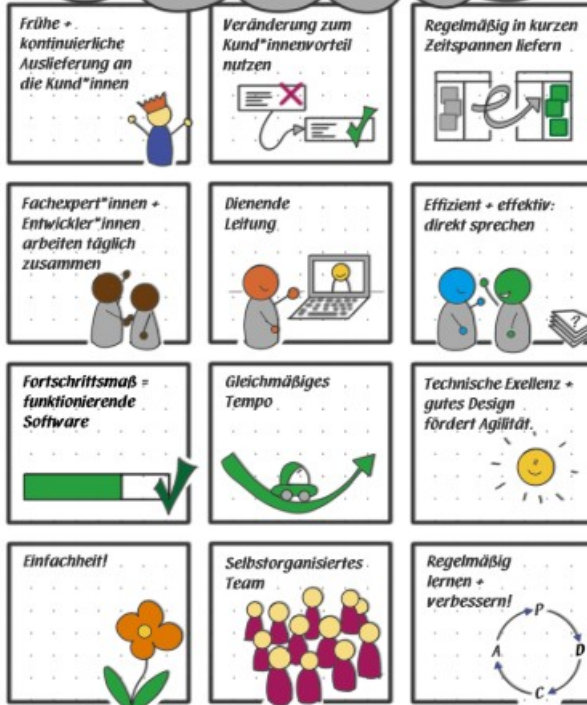 Frühe +
kontinuierliche
Auslieferung an
die Kund*innen
Veränderung zum
Kund*innenvorteil
nutzen
Regelmäßig in kurzen
Zeitspannen liefern
Fachexpert*innen +
Entwickler*innen
arbeiten täglich
zusammen
Dienende
Leitung
Effizient + effektiv:
direkt sprechen
?
Fortschrittsmaß =
funktionierende
Software
Gleichmäßiges
Tempo
Technische Exellenz +
gutes Design
fördert Agilität.
Einfachheit!
Selbstorganisiertes
Team
Regelmäßig
lernen +
verbessern!
P
A D
C